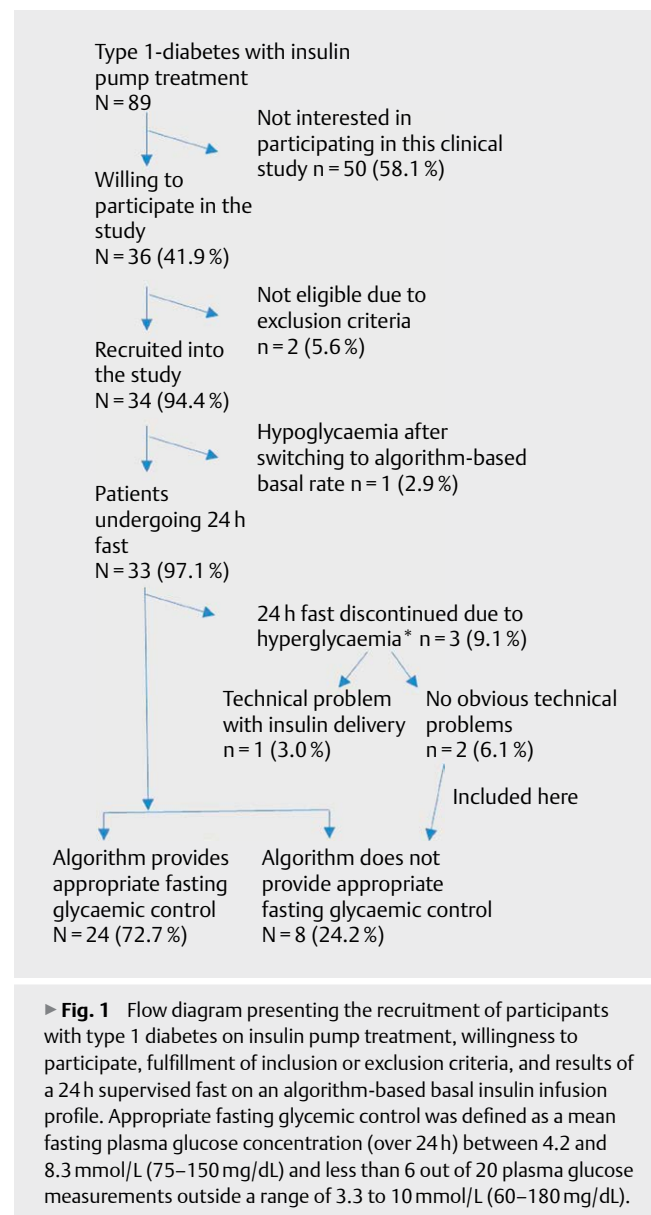 Type 1-diabetes with insulin
pump treatment
N = 89
Not interested in
participating in this clinical
study n = 50 (58.1 %)
Willing to
participate in the
study
N = 36 (41.9 %)
Not eligible due to
exclusion criteria
n = 2 (5.6 %)
Recruited into
the study
N = 34 (94.4 %)
Hypoglycaemia after
switching to algorithm-based
basal rate n = 1 (2.9 %)
Patients
undergoing 24 h
fast
N = 33 (97.1 %)
24 h fast discontinued due to
hyperglycaemia* n = 3 (9.1 %)
Technical problem
with insulin delivery
n = 1 (3.0 %)
No obvious technical
problems
n = 2 (6.1 %)
Included here
Algorithm provides
appropriate fasting
glycaemic control
N = 24 (72.7 %)
Algorithm does not
provide appropriate
fasting glycaemic control
N = 8 (24.2 %)
▶ Fig. 1 Flow diagram presenting the recruitment of participants
with type 1 diabetes on insulin pump treatment, willingness to
participate, fulfillment of inclusion or exclusion criteria, and results of
a 24 h supervised fast on an algorithm-based basal insulin infusion
profile. Appropriate fasting glycemic control was defined as a mean
fasting plasma glucose concentration (over 24 h) between 4.2 and
8.3 mmol/L (75–150 mg/dL) and less than 6 out of 20 plasma glucose
measurements outside a range of 3.3 to 10 mmol/L (60–180 mg/dL).